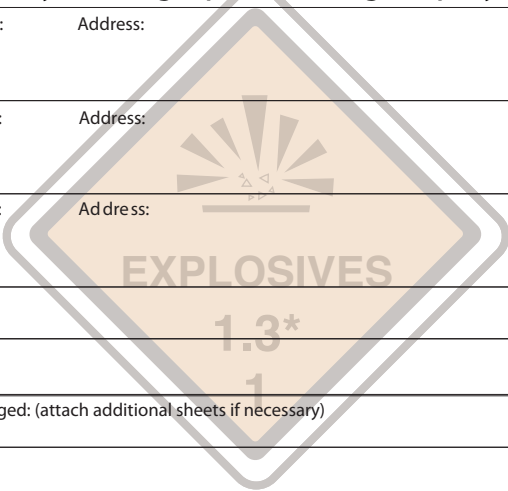 : Address:
: Address:
: Address:
EXPLOSIVES
1.3*
1
ged: (attach additional sheets if necessary)